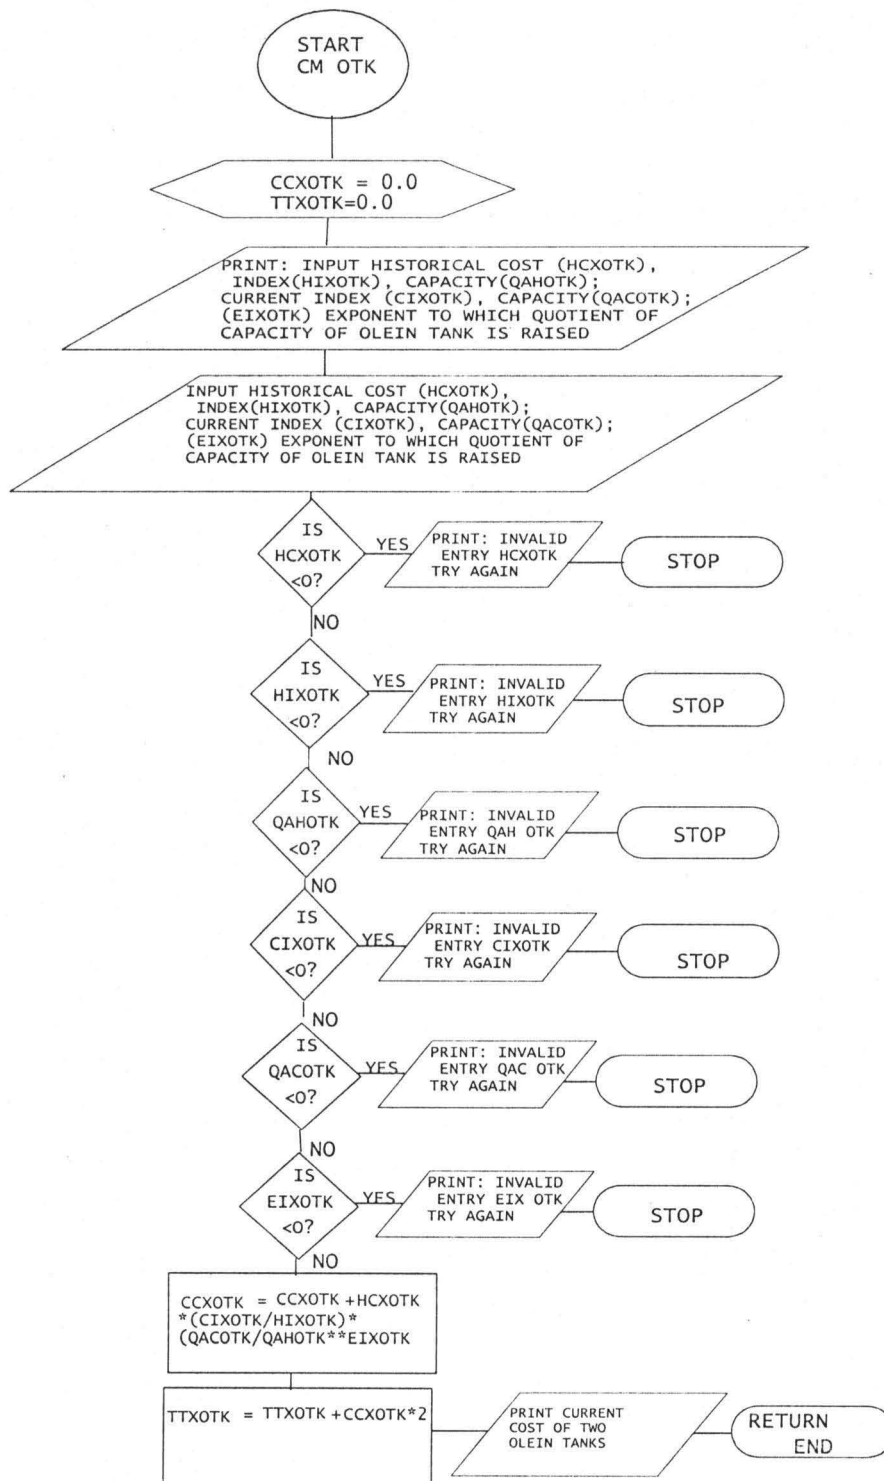 START
CM OTK
CCXOTK = 0.0
TTXOTK=0.0
PRINT: INPUT HISTORICAL COST (HCXOTK),
INDEX(HIXOTK), CAPACITY(QAHOTK);
CURRENT INDEX (CIXOTK), CAPACITY(QACOTK);
(EIXOTK) EXPONENT TO WHICH QUOTIENT OF
CAPACITY OF OLEIN TANK IS RAISED
INPUT HISTORICAL COST (HCXOTK),
INDEX(HIXOTK), CAPACITY(QAHOTK);
CURRENT INDEX (CIXOTK), CAPACITY(QACOTK);
(EIXOTK) EXPONENT TO WHICH QUOTIENT OF
CAPACITY OF OLEIN TANK IS RAISED
IS
HCXOTK
<0?
YES
PRINT: INVALID
ENTRY HCXOTK
TRY AGAIN
STOP
NO
IS
HIXOTK
<0?
YES
PRINT: INVALID
ENTRY HIXOTK
TRY AGAIN
STOP
NO
IS
QAHOTK
<0?
YES
PRINT: INVALID
ENTRY QAH OTK
TRY AGAIN
STOP
NO
IS
CIXOTK
<0?
YES
PRINT: INVALID
ENTRY CIXOTK
TRY AGAIN
STOP
NO
IS
QACOTK
<0?
YES
PRINT: INVALID
ENTRY QAC OTK
TRY AGAIN
STOP
NO
IS
EIXOTK
<0?
YES
PRINT: INVALID
ENTRY EIX OTK
TRY AGAIN
STOP
NO
CCXOTK = CCXOTK +HCXOTK
*(CIXOTK/HIXOTK)*
(QACOTK/QAHOTK**EIXOTK
TTXOTK = TTXOTK +CCXOTK*2
PRINT CURRENT
COST OF TWO
OLEIN TANKS
RETURN
END